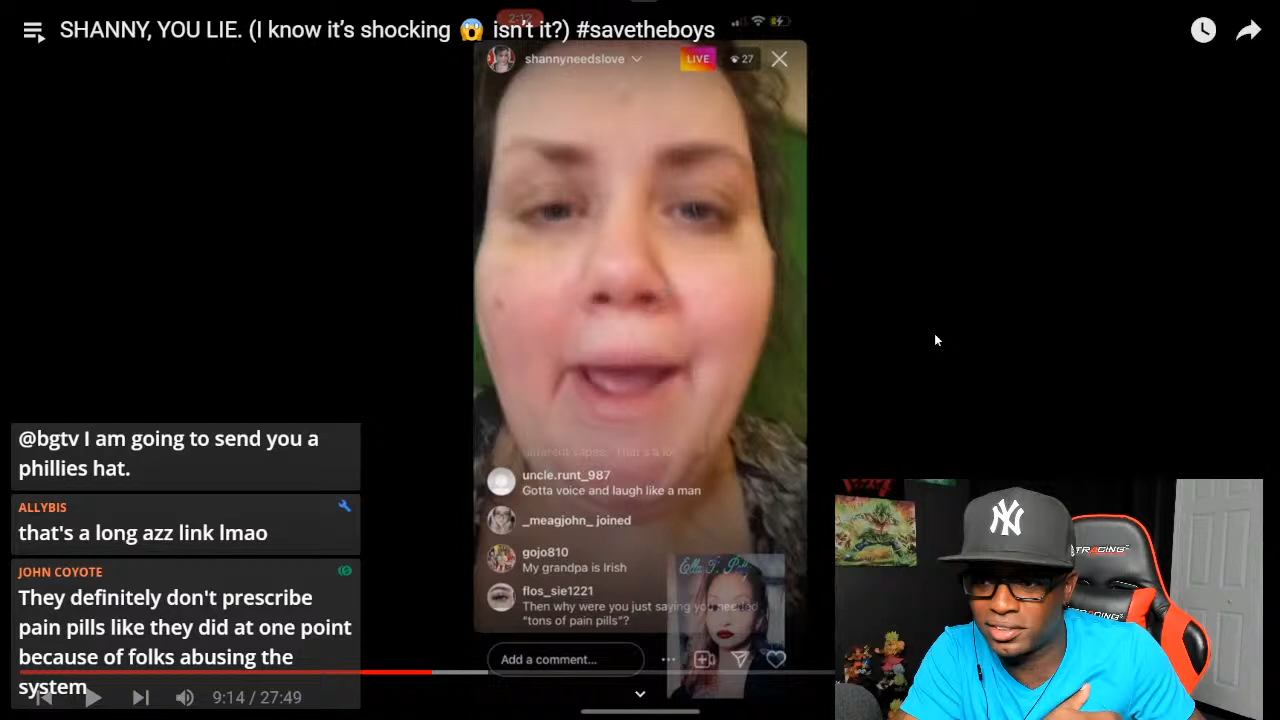 SHANNY, YOU LIE. (I know it's shocking 😱 isn't it?) #savetheboys
2:12
shannyneedslove
LIVE
27
uncle.runt_987
Gotta voice and laugh like a man
_meagjohn_ joined
gojo810
My grandpa is Irish
flos_sie1221
Then why were you just saying you needed
"tons of pain pills"?
Add a comment...
@bgtv I am going to send you a
phillies hat.
ALLYBIS
that's a long azz link lmao
JOHN COYOTE
They definitely don't prescribe
pain pills like they did at one point
because of folks abusing the
system
9:14 / 27:49
NY